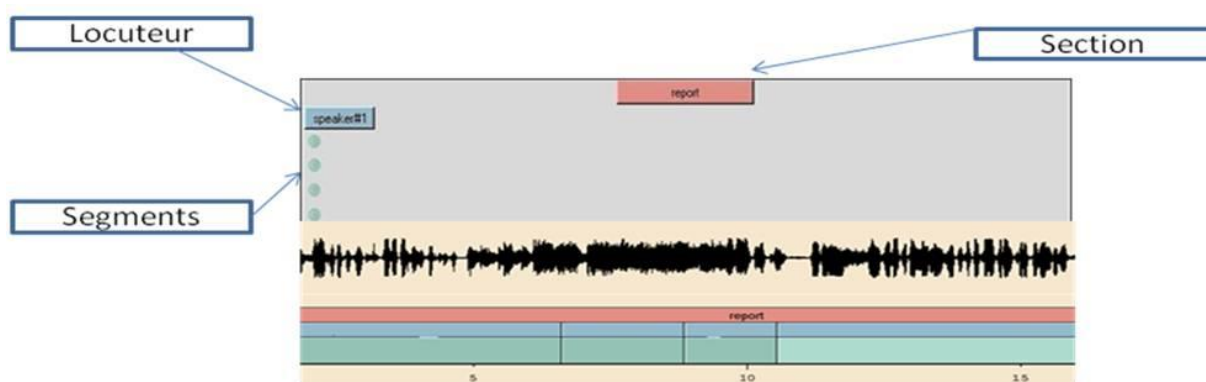 Locuteur
Section
report
speaker#1
Segments
report
5 10 15